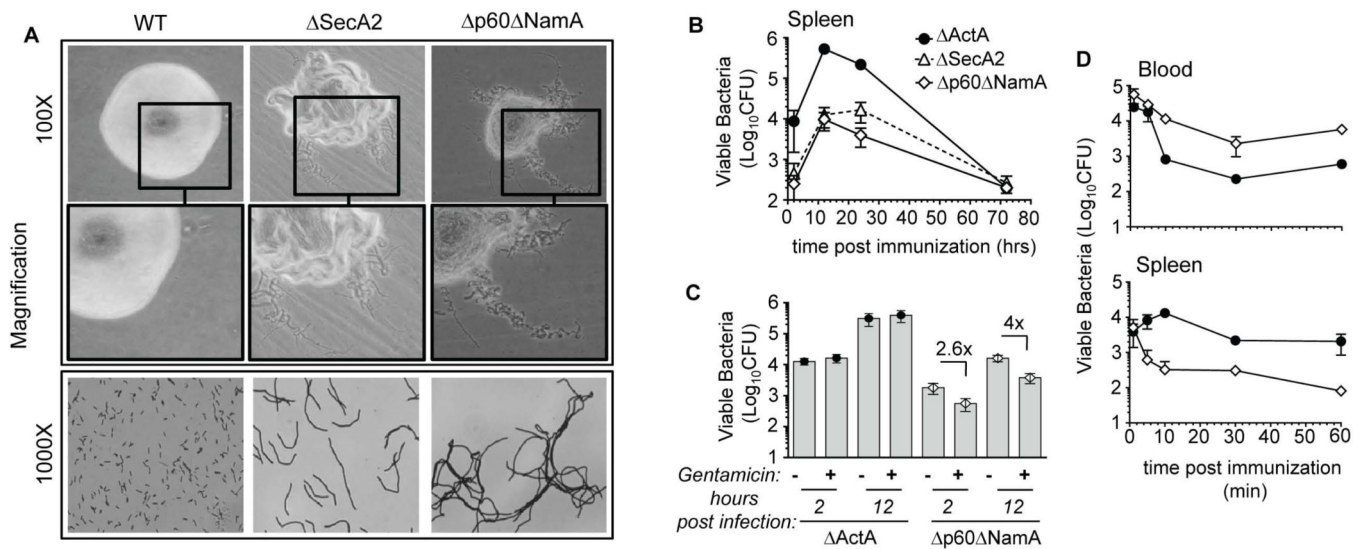 A
WT
ΔSecA2
Δp60ΔNamA
100X
Magnification
1000X
B
Spleen
ΔActA
ΔSecA2
Δp60ΔNamA
Viable Bacteria
(Log10CFU)
6
5
4
3
2
0 10 20 30 40 50 60 70 80
time post immunization (hrs)
C
Viable Bacteria
(Log10CFU)
6
5
4
3
2
1
2.6x
4x
Gentamicin: - + - + - + - +
hours
post infection:
2 12 2 12
ΔActA Δp60ΔNamA
D
Blood
5
4
3
2
1
Viable Bacteria (Log10CFU)
Spleen
5
4
3
2
1
0 10 20 30 40 50 60
time post immunization
(min)